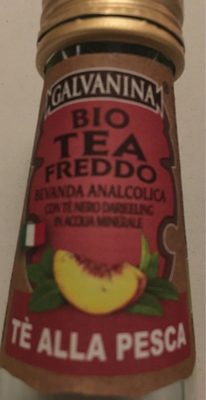 GALVANINA
BIO
TEA
FREDDO
BEVANDA ANALCOLICA
CON TÈ NERO DARJEELING
IN ACQUA MINERALE
TÈ ALLA PESCA